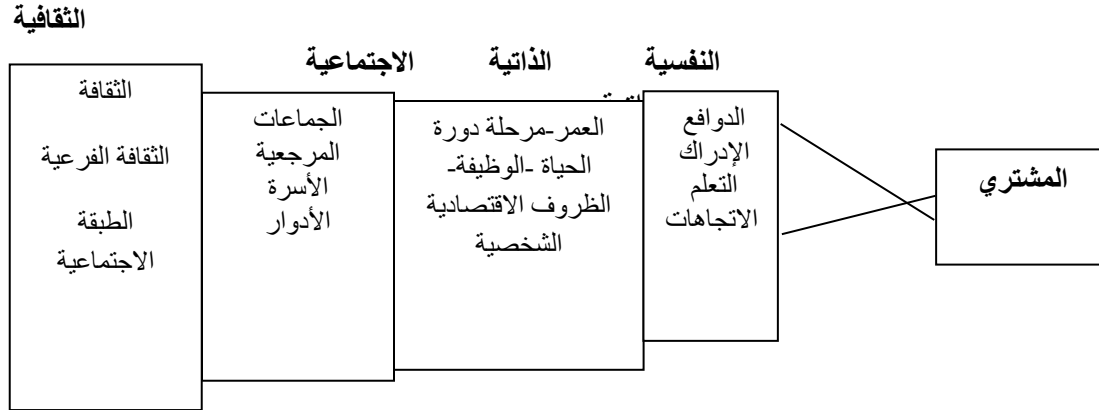 الثقافية
النفسية
الذاتية
الاجتماعية
الثقافة
الثقافة الفرعية
الطبقة
الاجتماعية
الجماعات
المرجعية
الأسرة
الأدوار
العمر-مرحلة دورة
الحياة -الوظيفة-
الظروف الاقتصادية
الشخصية
الدوافع
الإدراك
التعلم
الاتجاهات
المشتري